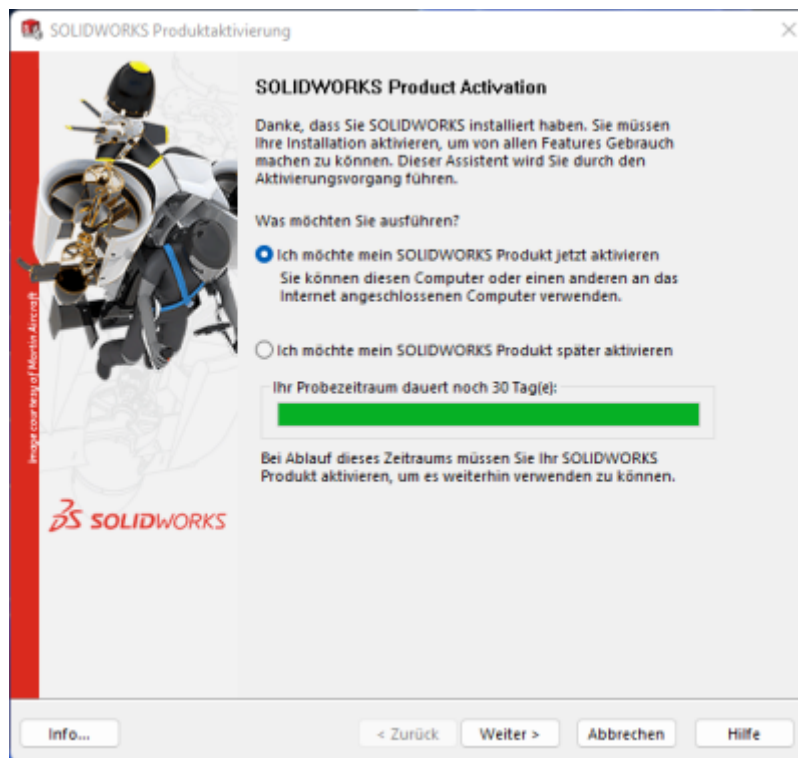 SOLIDWORKS Produktaktivierung
SOLIDWORKS Product Activation
Danke, dass Sie SOLIDWORKS installiert haben. Sie müssen
Ihre Installation aktivieren, um von allen Features Gebrauch
machen zu können. Dieser Assistent wird Sie durch den
Aktivierungsvorgang führen.
Was möchten Sie ausführen?
Ich möchte mein SOLIDWORKS Produkt jetzt aktivieren
Sie können diesen Computer oder einen anderen an das
Internet angeschlossenen Computer verwenden.
Ich möchte mein SOLIDWORKS Produkt später aktivieren
Ihr Probezeitraum dauert noch 30 Tag(e):
Bei Ablauf dieses Zeitraums müssen Sie Ihr SOLIDWORKS
Produkt aktivieren, um es weiterhin verwenden zu können.
Image courtesy of Martin Aircraft
3S SOLIDWORKS
Info...
< Zurück
Weiter >
Abbrechen
Hilfe